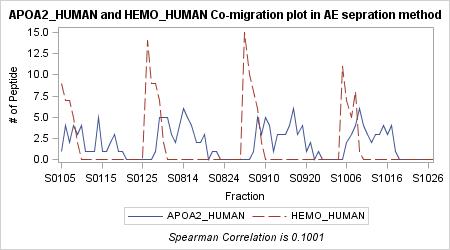 APOA2_HUMAN and HEMO_HUMAN Co-migration plot in AE sepration method
# of Peptide
15.0
12.5
10.0
7.5
5.0
2.5
0.0
S0105 S0115 S0125 S0814 S0824 S0910 S0920 S1006 S1016 S1026
Fraction
APOA2_HUMAN HEMO_HUMAN
Spearman Correlation is 0.1001